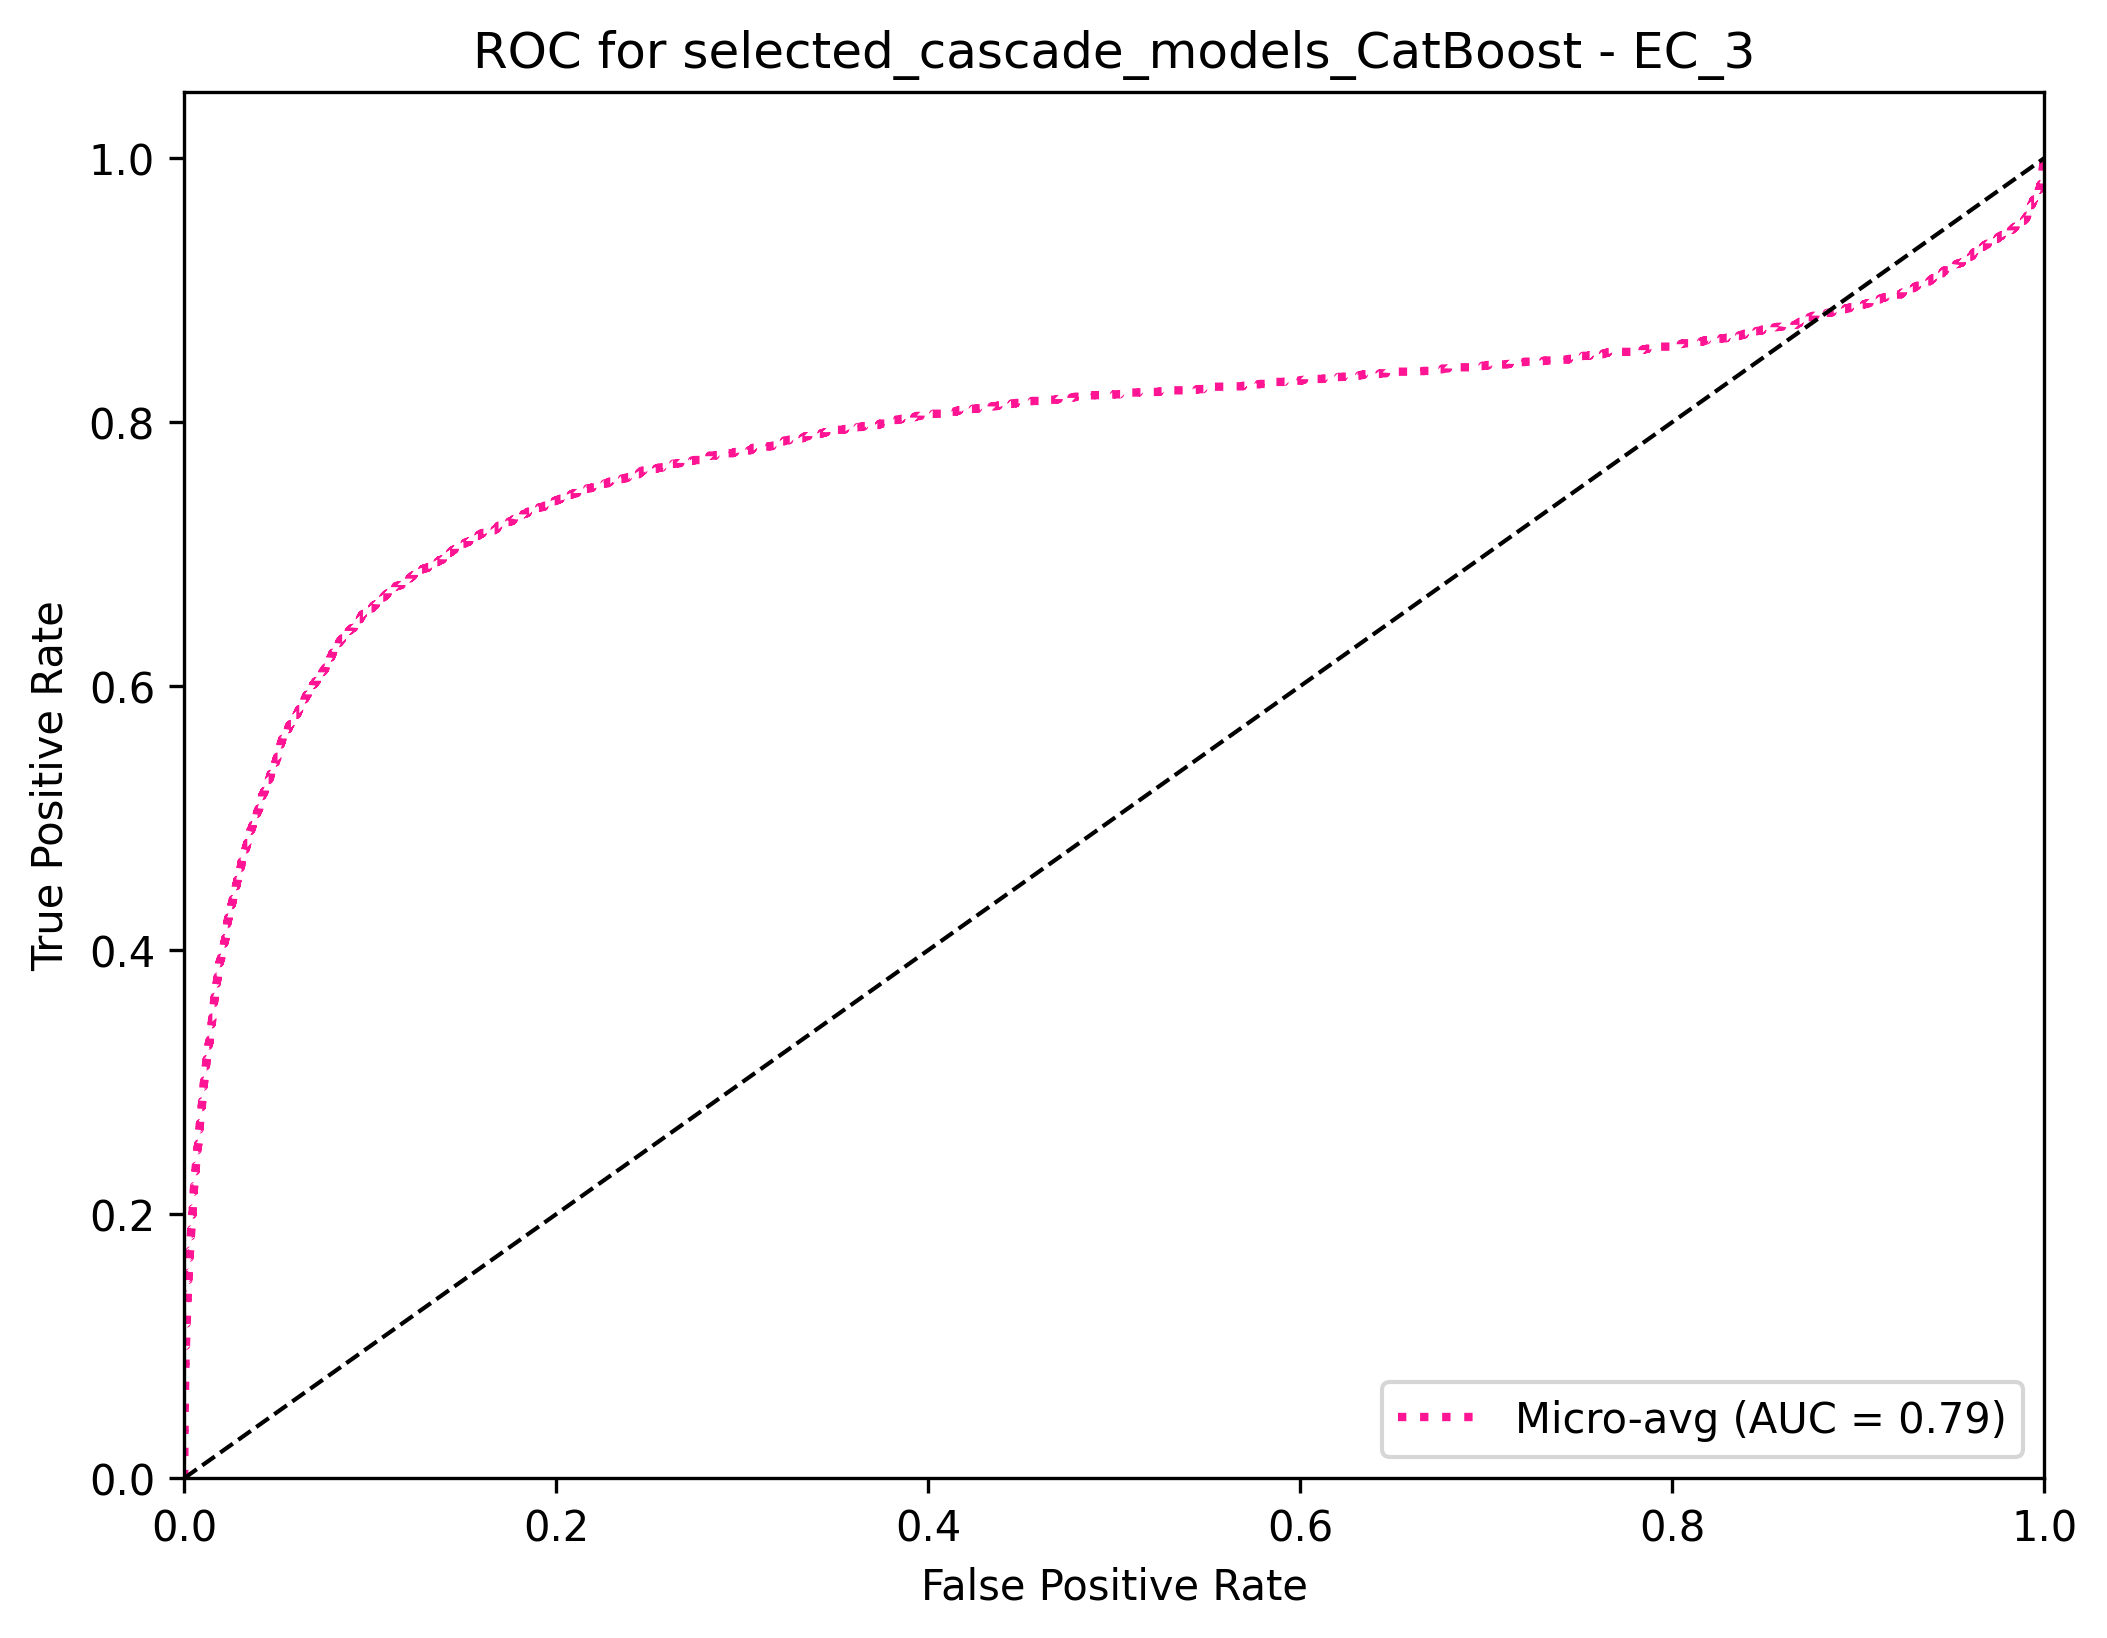 ROC for selected_cascade_models_CatBoost - EC_3
1.0
0.8
0.6
0.4
0.2
0.0
True Positive Rate
0.0 0.2 0.4 0.6 0.8 1.0
False Positive Rate
Micro-avg (AUC = 0.79)